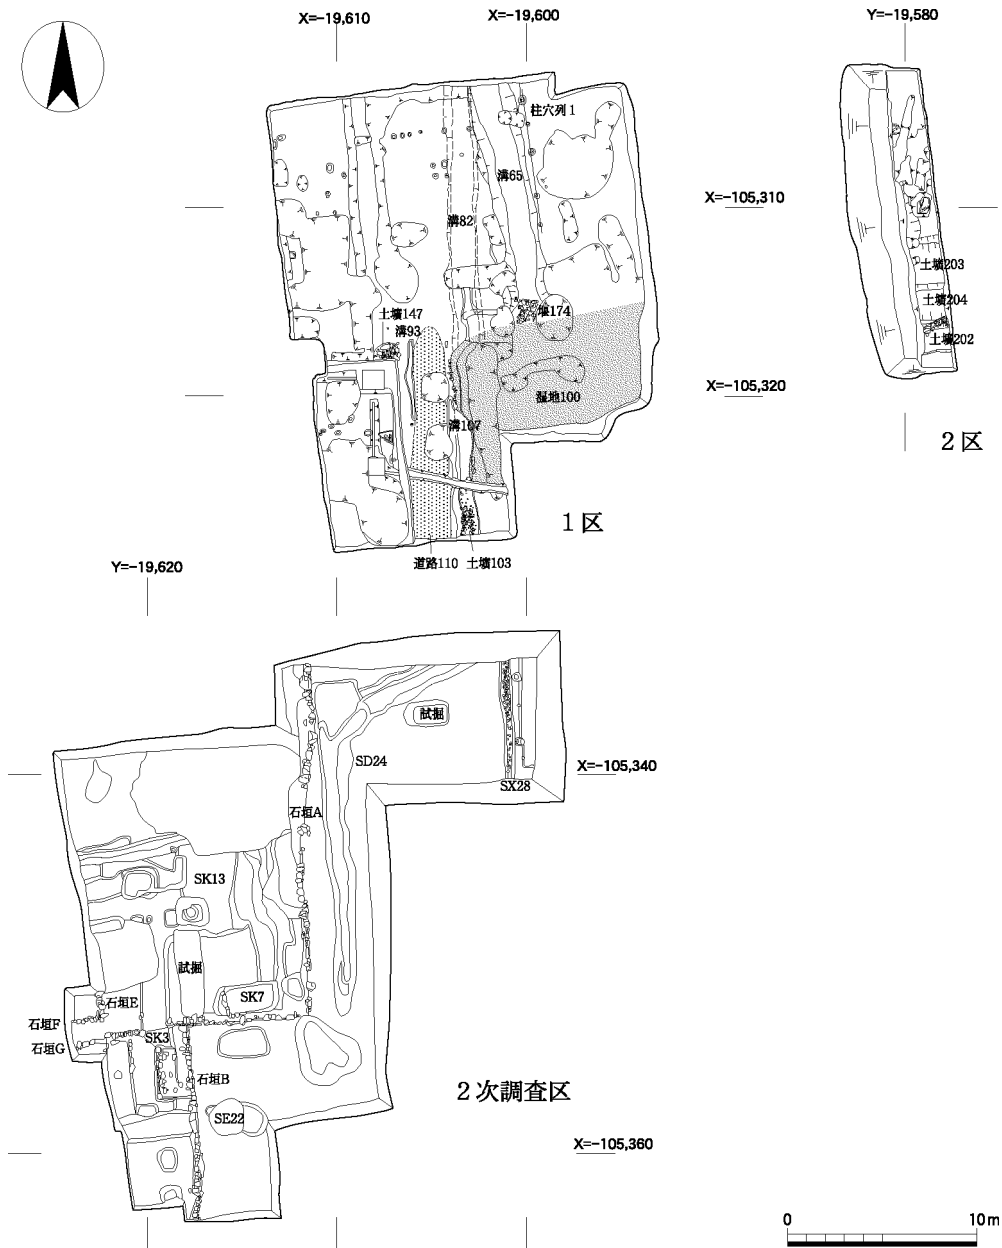 X=−19,610
X=−19,600
Y=−19,580
柱穴列1
溝65
X=−105,310
溝82
土壙203
土壙204
土壙202
土壙147
溝93
堰174
X=−105,320
湿地100
溝107
2区
1区
道路110
土壙103
Y=−19,620
試掘
SD24
X=−105,340
SX28
石垣A
SK13
試掘
SK7
石垣E
石垣F
SK3
石垣G
石垣B
2次調査区
SE22
X=−105,360
0
10m